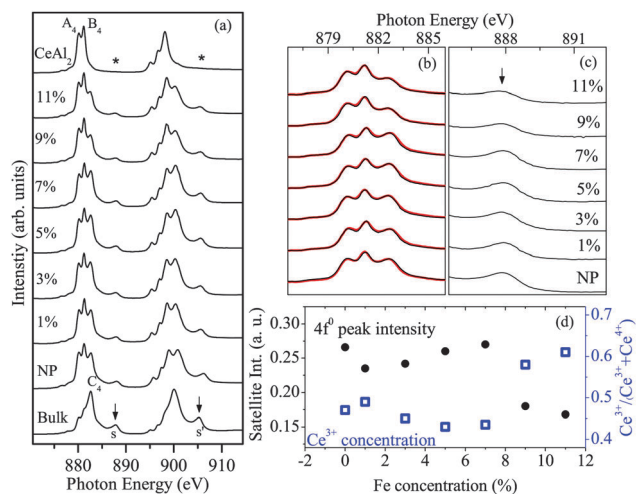 Photon Energy (eV)
879 882 885 888 891
(a)
A₄ B₄
CeAl₂
* *
11%
9%
7%
5%
3%
1%
NP
C₄
Bulk
s s'
880 890 900 910
Photon Energy (eV)
Intenstiy (arb. units)
(b)
(c)
11%
9%
7%
5%
3%
1%
NP
(d)
4f⁰ peak intensity
Ce³⁺ concentration
0.30
0.25
0.20
0.15
Satellite Int. (a. u.)
0.7
0.6
0.5
0.4
Ce³⁺/(Ce³⁺+Ce⁴⁺)
0 2 4 6 8 10 12
Fe concentration (%)